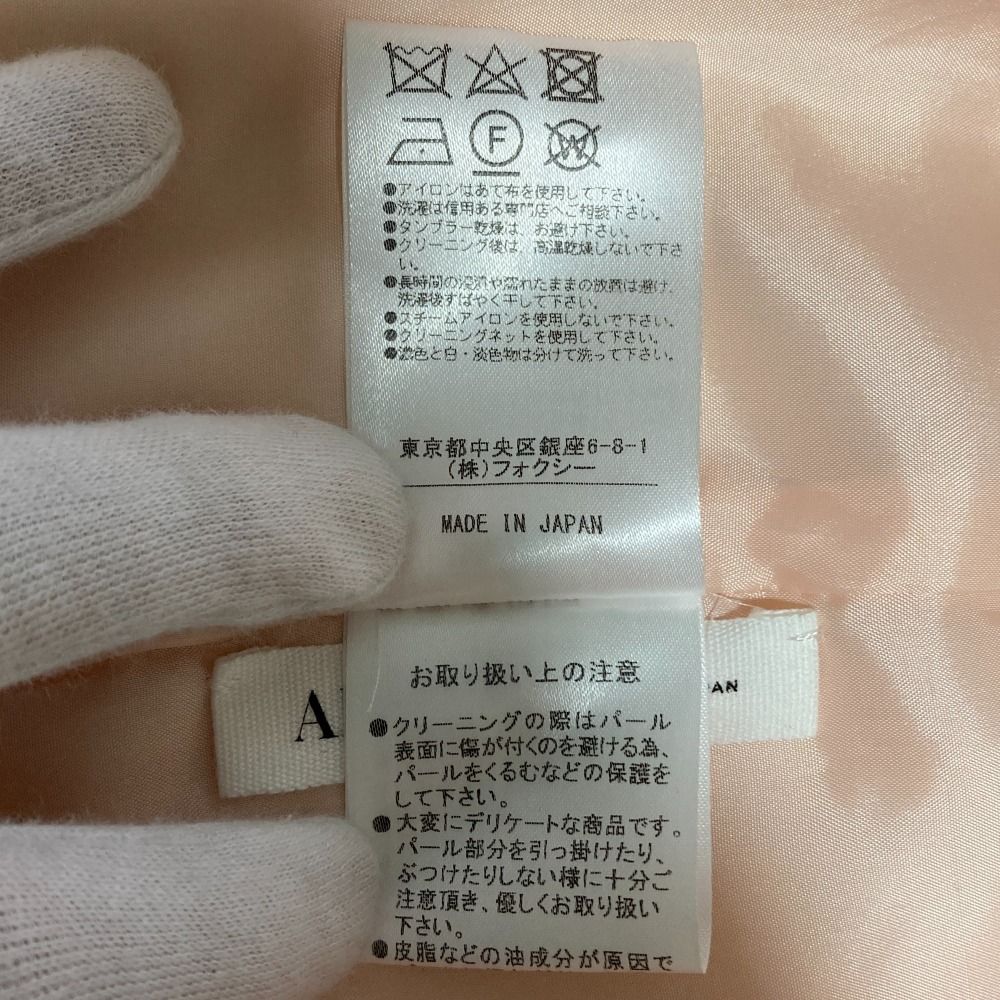 F
W
●アイロンはあて布を使用して下さい。
●洗濯は信用ある専門店へご相談下さい。
●タンブラー乾燥は、お避け下さい。
●クリーニング後は、高温乾燥しないで下さ
い。
●長時間の浸漬や濡れたままの放置は避け、
洗濯後すばやく干して下さい。
●スチームアイロンを使用しないで下さい。
●クリーニングネットを使用して下さい。
●濃色と白・淡色物は分けて洗って下さい。
東京都中央区銀座6-8-1
(株)フォクシー
MADE IN JAPAN
お取り扱い上の注意
A
PAN
●クリーニングの際はパール
表面に傷が付くのを避ける為、
パールをくるむなどの保護を
して下さい。
●大変にデリケートな商品です。
パール部分を引っ掛けたり、
ぶつけたりしない様に十分ご
注意頂き、優しくお取り扱い
下さい。
●皮脂などの油成分が原因で